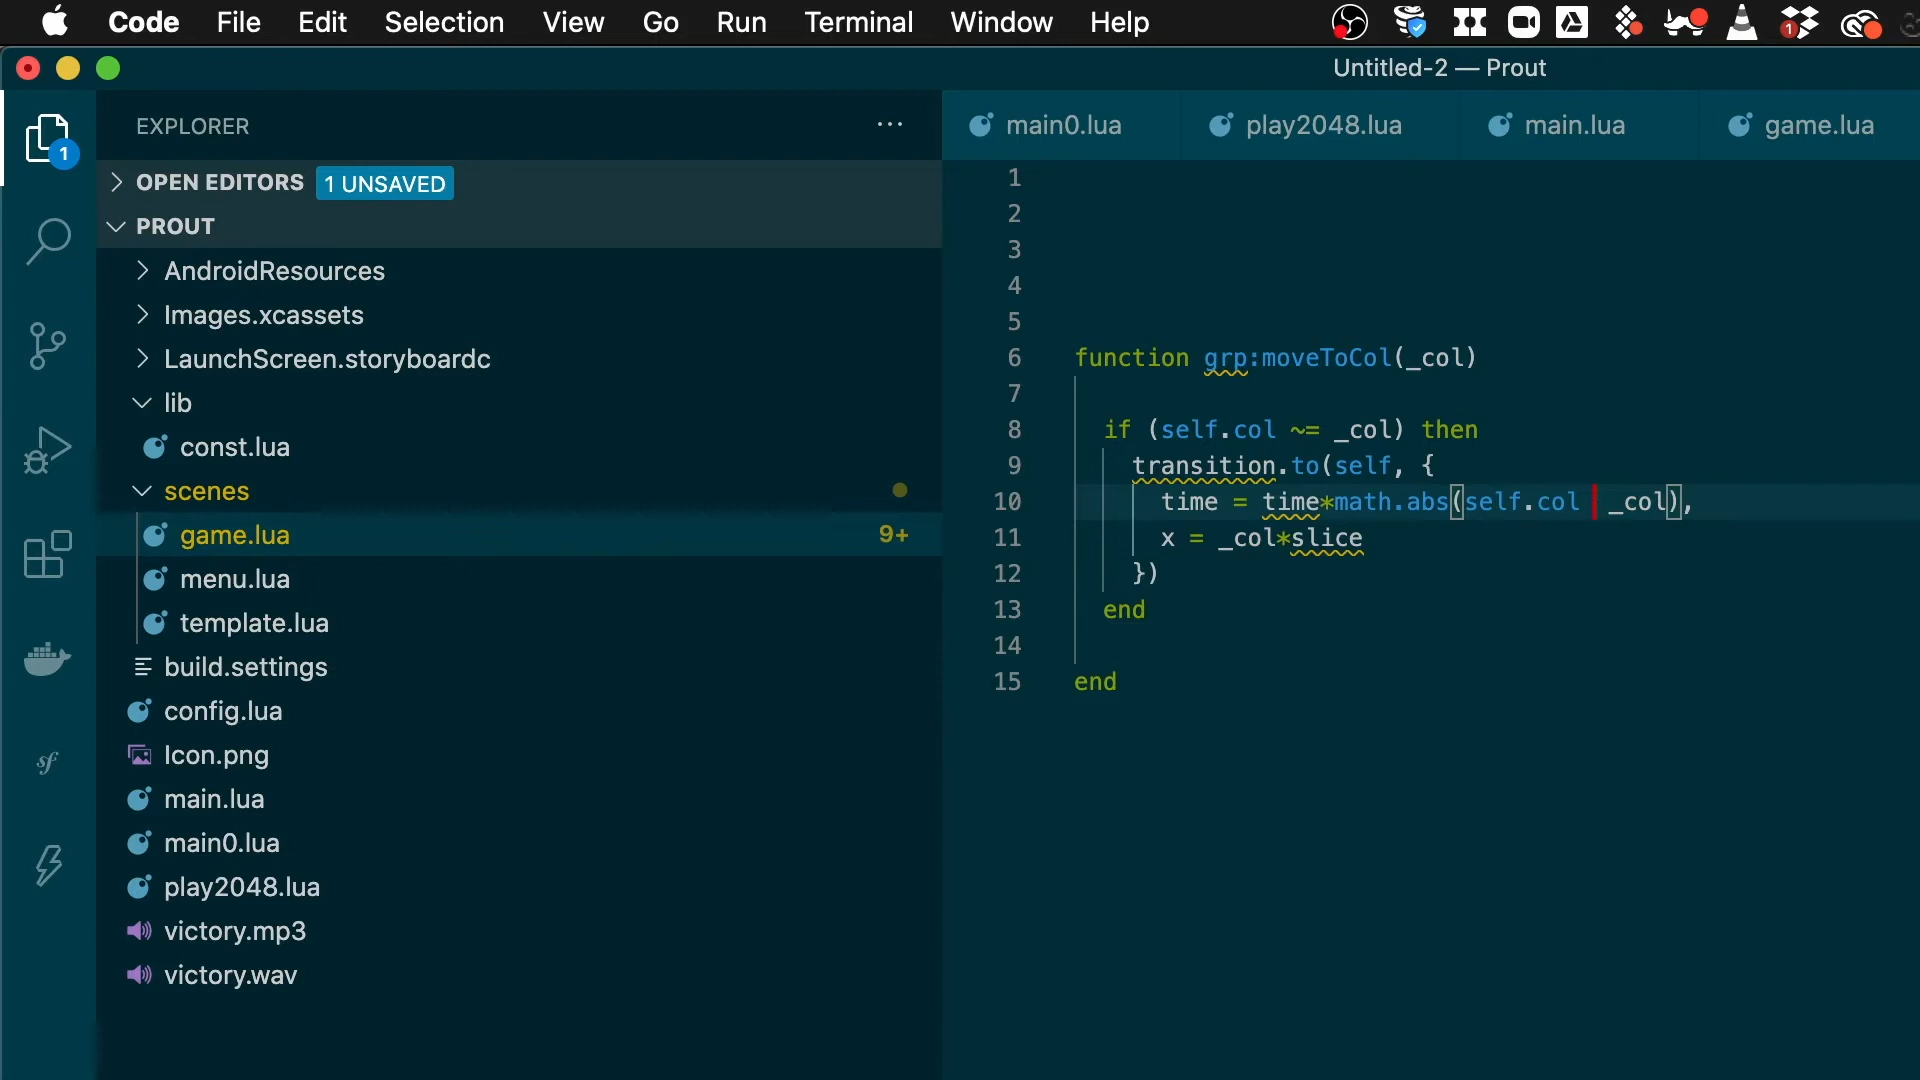 Code File Edit Selection View Go Run Terminal Window Help
1
Untitled-2 — Prout
EXPLORER
···
main0.lua
play2048.lua
main.lua
game.lua
1
OPEN EDITORS 1 UNSAVED
PROUT
AndroidResources
Images.xcassets
LaunchScreen.storyboardc
lib
const.lua
scenes
game.lua 9+
menu.lua
template.lua
build.settings
config.lua
Icon.png
main.lua
main0.lua
play2048.lua
victory.mp3
victory.wav
sf
1
2
3
4
5
6 function grp:moveToCol(_col)
7
8 if (self.col ~= _col) then
9 transition.to(self, {
10 time = time*math.abs(self.col _col),
11 x = _col*slice
12 })
13 end
14
15 end